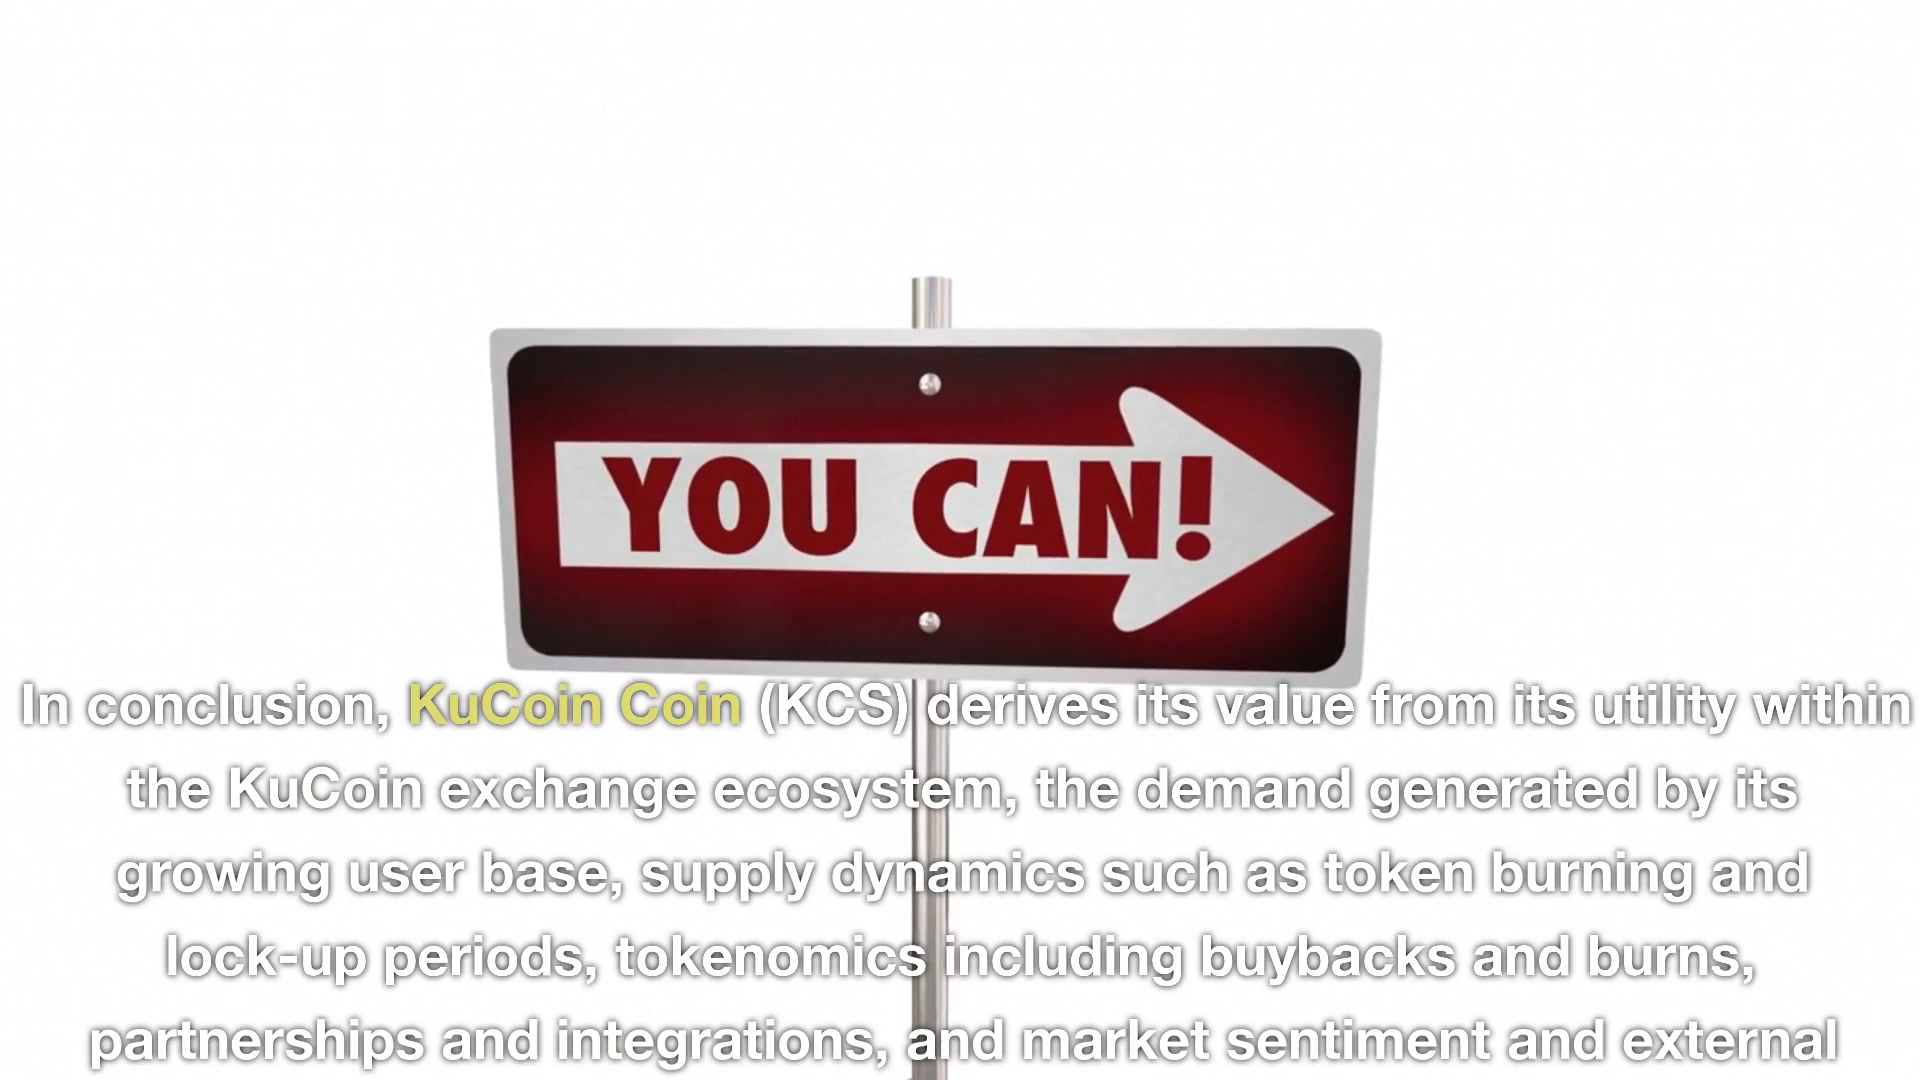 YOU CAN!
In conclusion, KuCoin Coin (KCS) derives its value from its utility within
the KuCoin exchange ecosystem, the demand generated by its
growing user base, supply dynamics such as token burning and
lock-up periods, tokenomics including buybacks and burns,
partnerships and integrations, and market sentiment and external